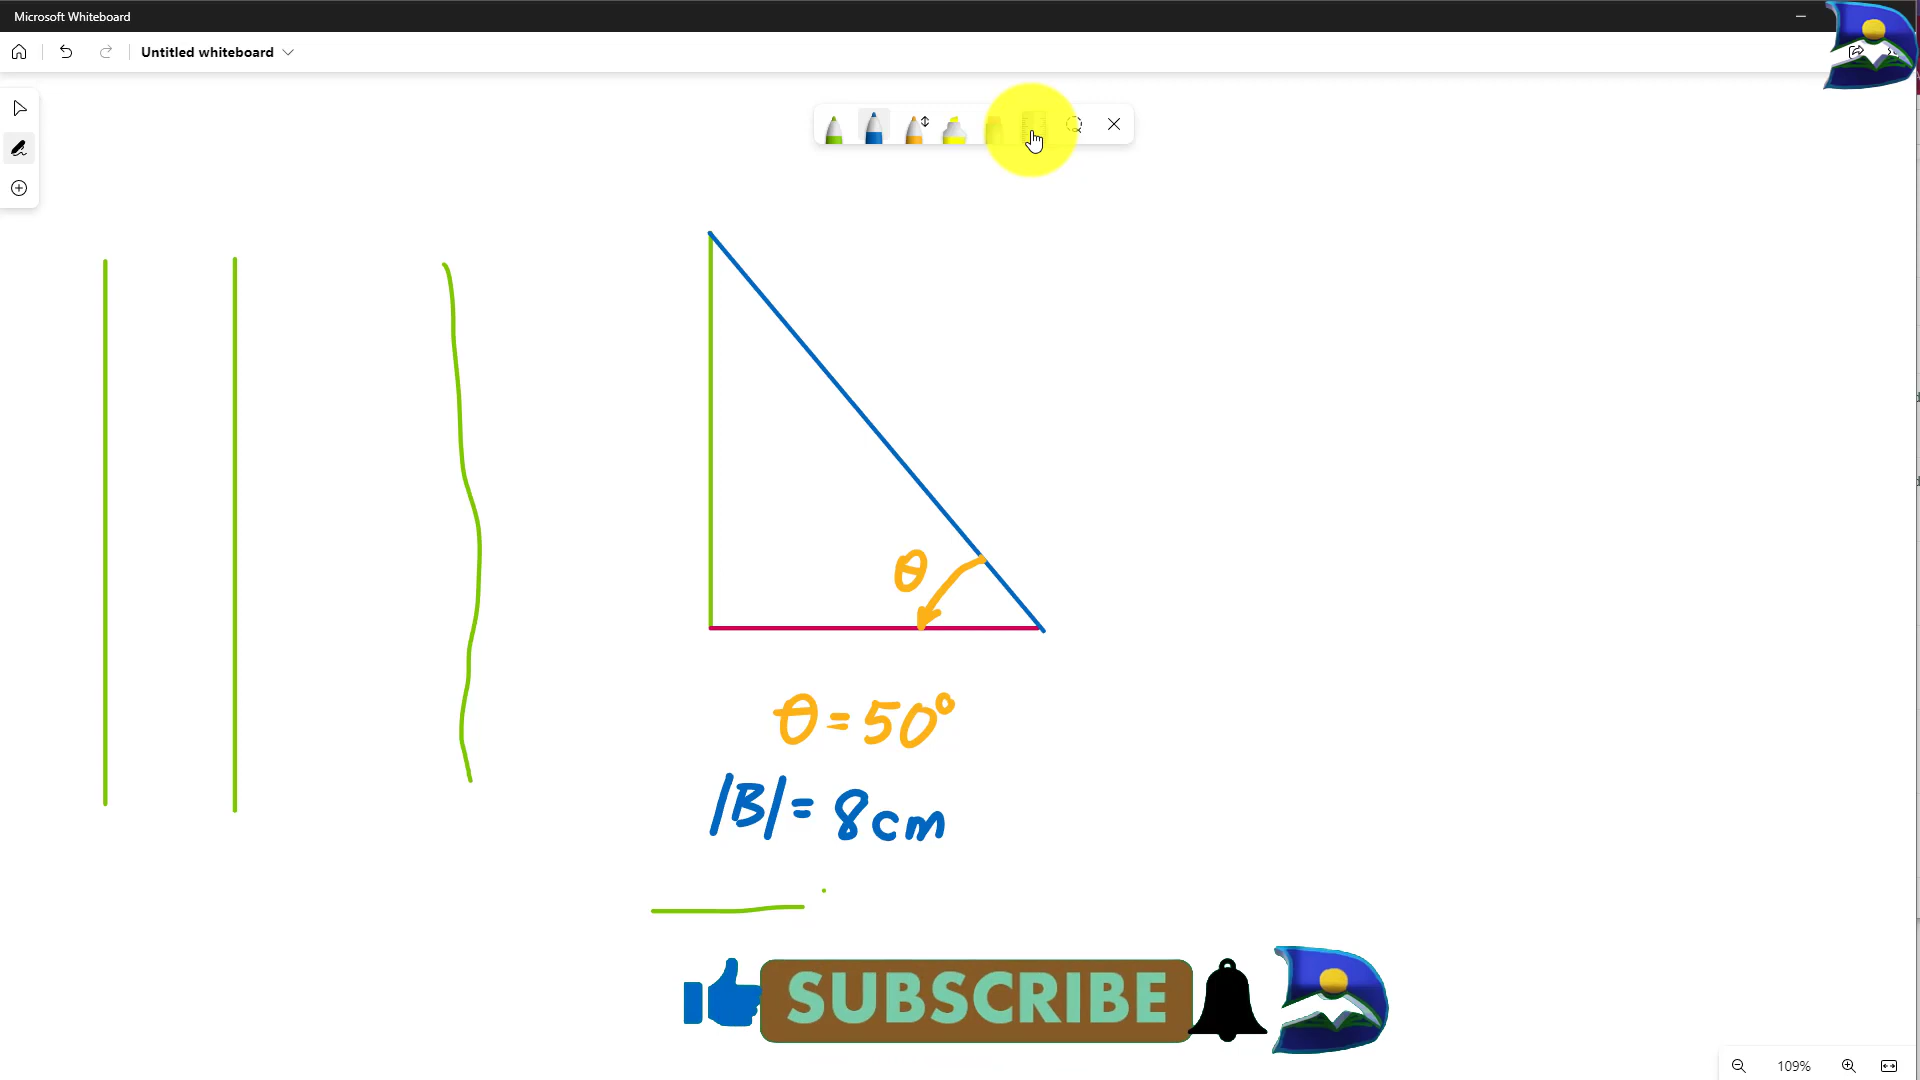 Microsoft Whiteboard
Untitled whiteboard
θ
θ = 50°
|B| = 8cm
SUBSCRIBE
109%